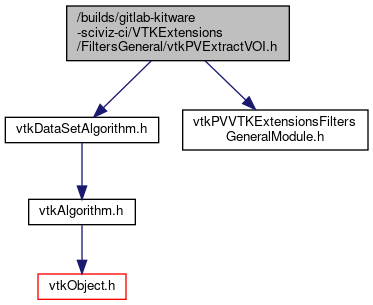 /builds/gitlab-kitware
-sciviz-ci/VTKExtensions
/FiltersGeneral/vtkPVExtractVOI.h
vtkDataSetAlgorithm.h
vtkPVVTKExtensionsFilters
GeneralModule.h
vtkAlgorithm.h
vtkObject.h